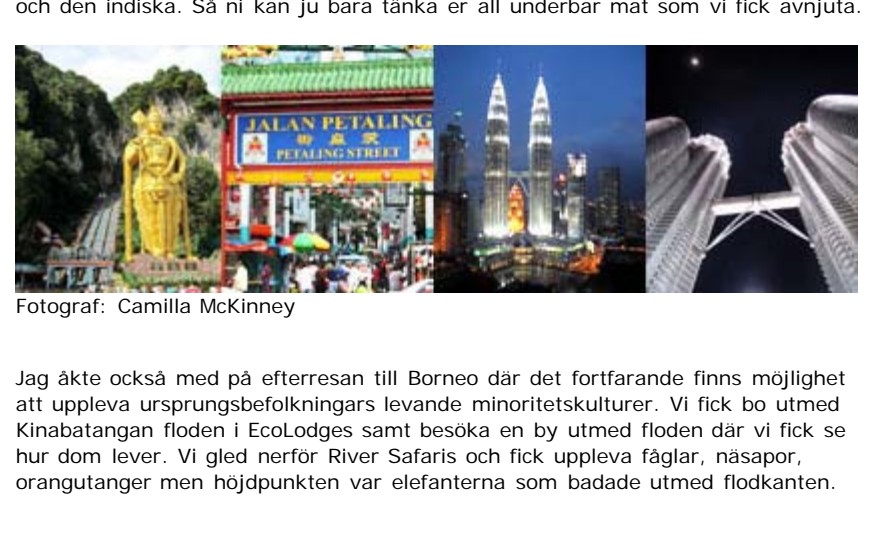 och den indiska. Så ni kan ju bara tänka er all underbar mat som vi fick avnjuta.
JALAN PETALING
PETALING STREET
Fotograf: Camilla McKinney
Jag åkte också med på efterresan till Borneo där det fortfarande finns möjlighet
att uppleva ursprungsbefolkningars levande minoritetskulturer. Vi fick bo utmed
Kinabatangan floden i EcoLodges samt besöka en by utmed floden där vi fick se
hur dom lever. Vi gled nerför River Safaris och fick uppleva fåglar, näsapor,
orangutanger men höjdpunkten var elefanterna som badade utmed flodkanten.